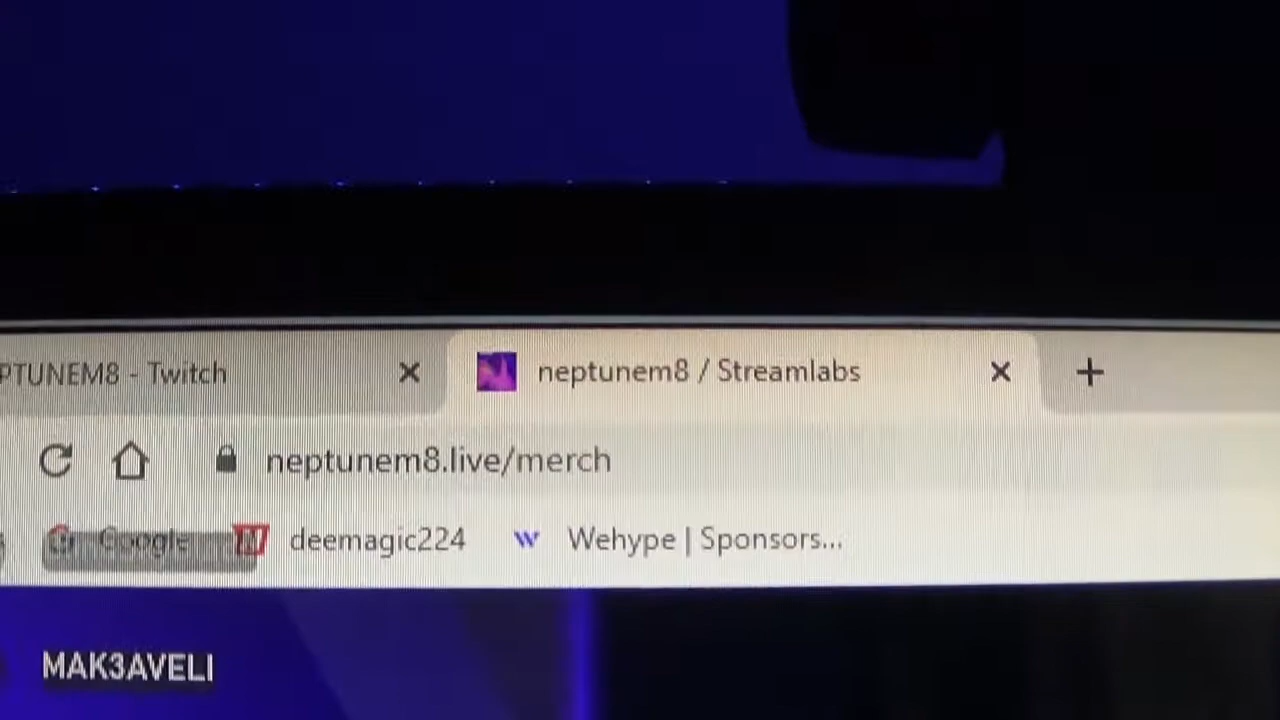 PTUNEM8 - Twitch
neptunem8 / Streamlabs
neptunem8.live/merch
Google
deemagic224
Wehype | Sponsors...
MAK3AVELI